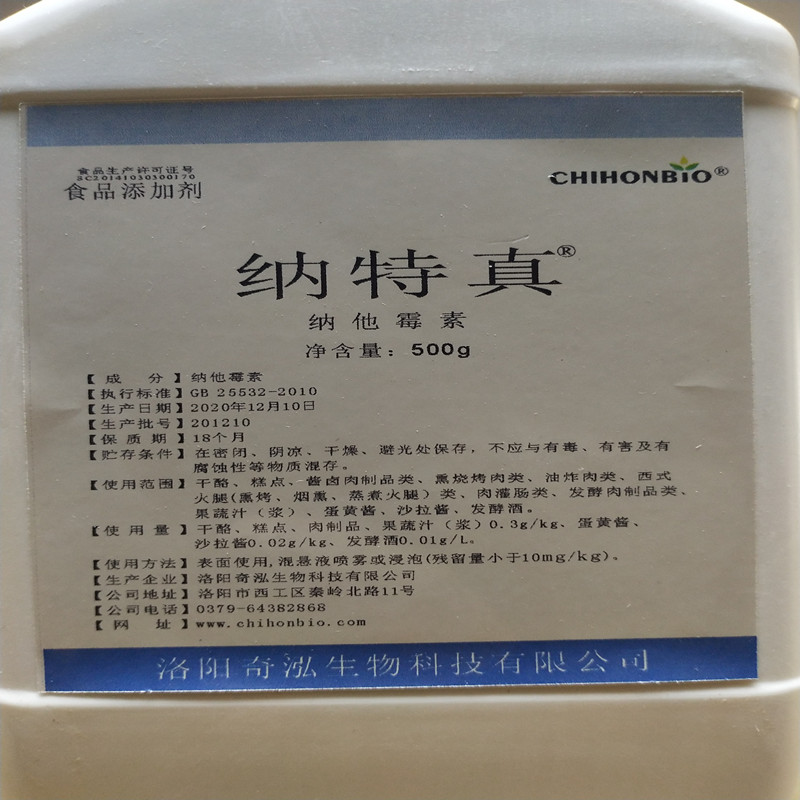 食品生产许可证号
SC20141030300170
食品添加剂
CHIHONBIO®
纳特真®
纳他霉素
净含量：500g
【成 分】纳他霉素
【执行标准】GB 25532-2010
【生产日期】2020年12月10日
【生产批号】201210
【保 质 期】18个月
【贮存条件】在密闭、阴凉、干燥、避光处保存，不应与有毒、有害及有
腐蚀性等物质混存。
【使用范围】干酪、糕点、酱卤肉制品类、熏烧烤肉类、油炸肉类、西式
火腿(熏烤、烟熏、蒸煮火腿）类、肉灌肠类、发酵肉制品类、
果蔬汁（浆）、蛋黄酱、沙拉酱、发酵酒。
【使 用 量】干酪、糕点、肉制品、果蔬汁（浆）0.3g/kg、蛋黄酱、
沙拉酱0.02g/kg、发酵酒0.01g/L。
【使用方法】表面使用,混悬液喷雾或浸泡(残留量小于10mg/kg)。
【生产企业】洛阳奇泓生物科技有限公司
【公司地址】洛阳市西工区秦岭北路11号
【公司电话】0379-64382868
【网 址】www.chihonbio.com
洛阳奇泓生物科技有限公司